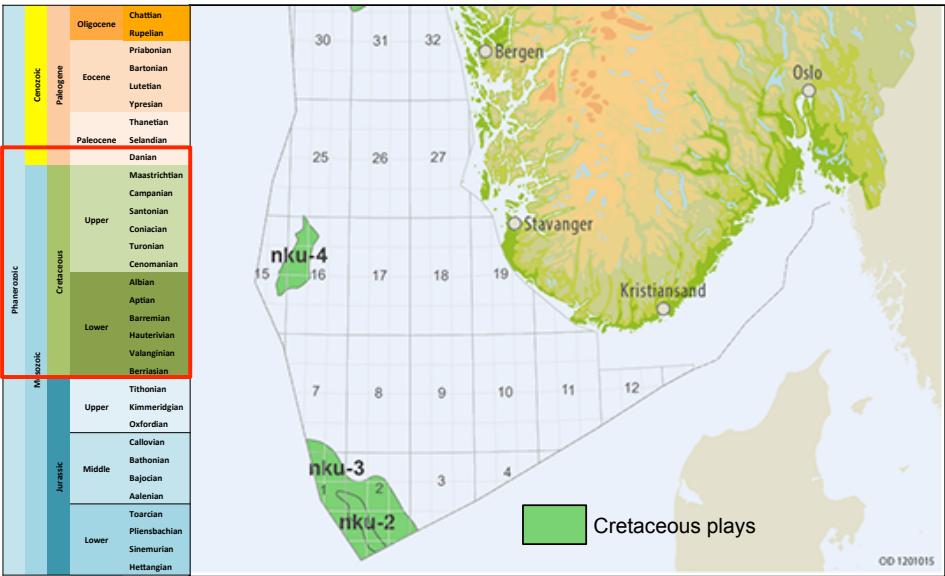 Phanerozoic
Cenozoic
Mesozoic
Paleogene
Cretaceous
Jurassic
Oligocene
Chattian
Rupelian
Eocene
Priabonian
Bartonian
Lutetian
Ypresian
Paleocene
Thanetian
Selandian
Danian
Upper
Maastrichtian
Campanian
Santonian
Coniacian
Turonian
Cenomanian
Lower
Albian
Aptian
Barremian
Hauterivian
Valanginian
Berriasian
Upper
Tithonian
Kimmeridgian
Oxfordian
Middle
Callovian
Bathonian
Bajocian
Aalenian
Lower
Toarcian
Pliensbachian
Sinemurian
Hettangian
30 31 32
Bergen
Oslo
25 26 27
Stavanger
nku-4
15 16 17 18 19
Kristiansand
7 8 9 10 11 12
nku-3
1 2 3 4
nku-2
Cretaceous plays
OD 1201015